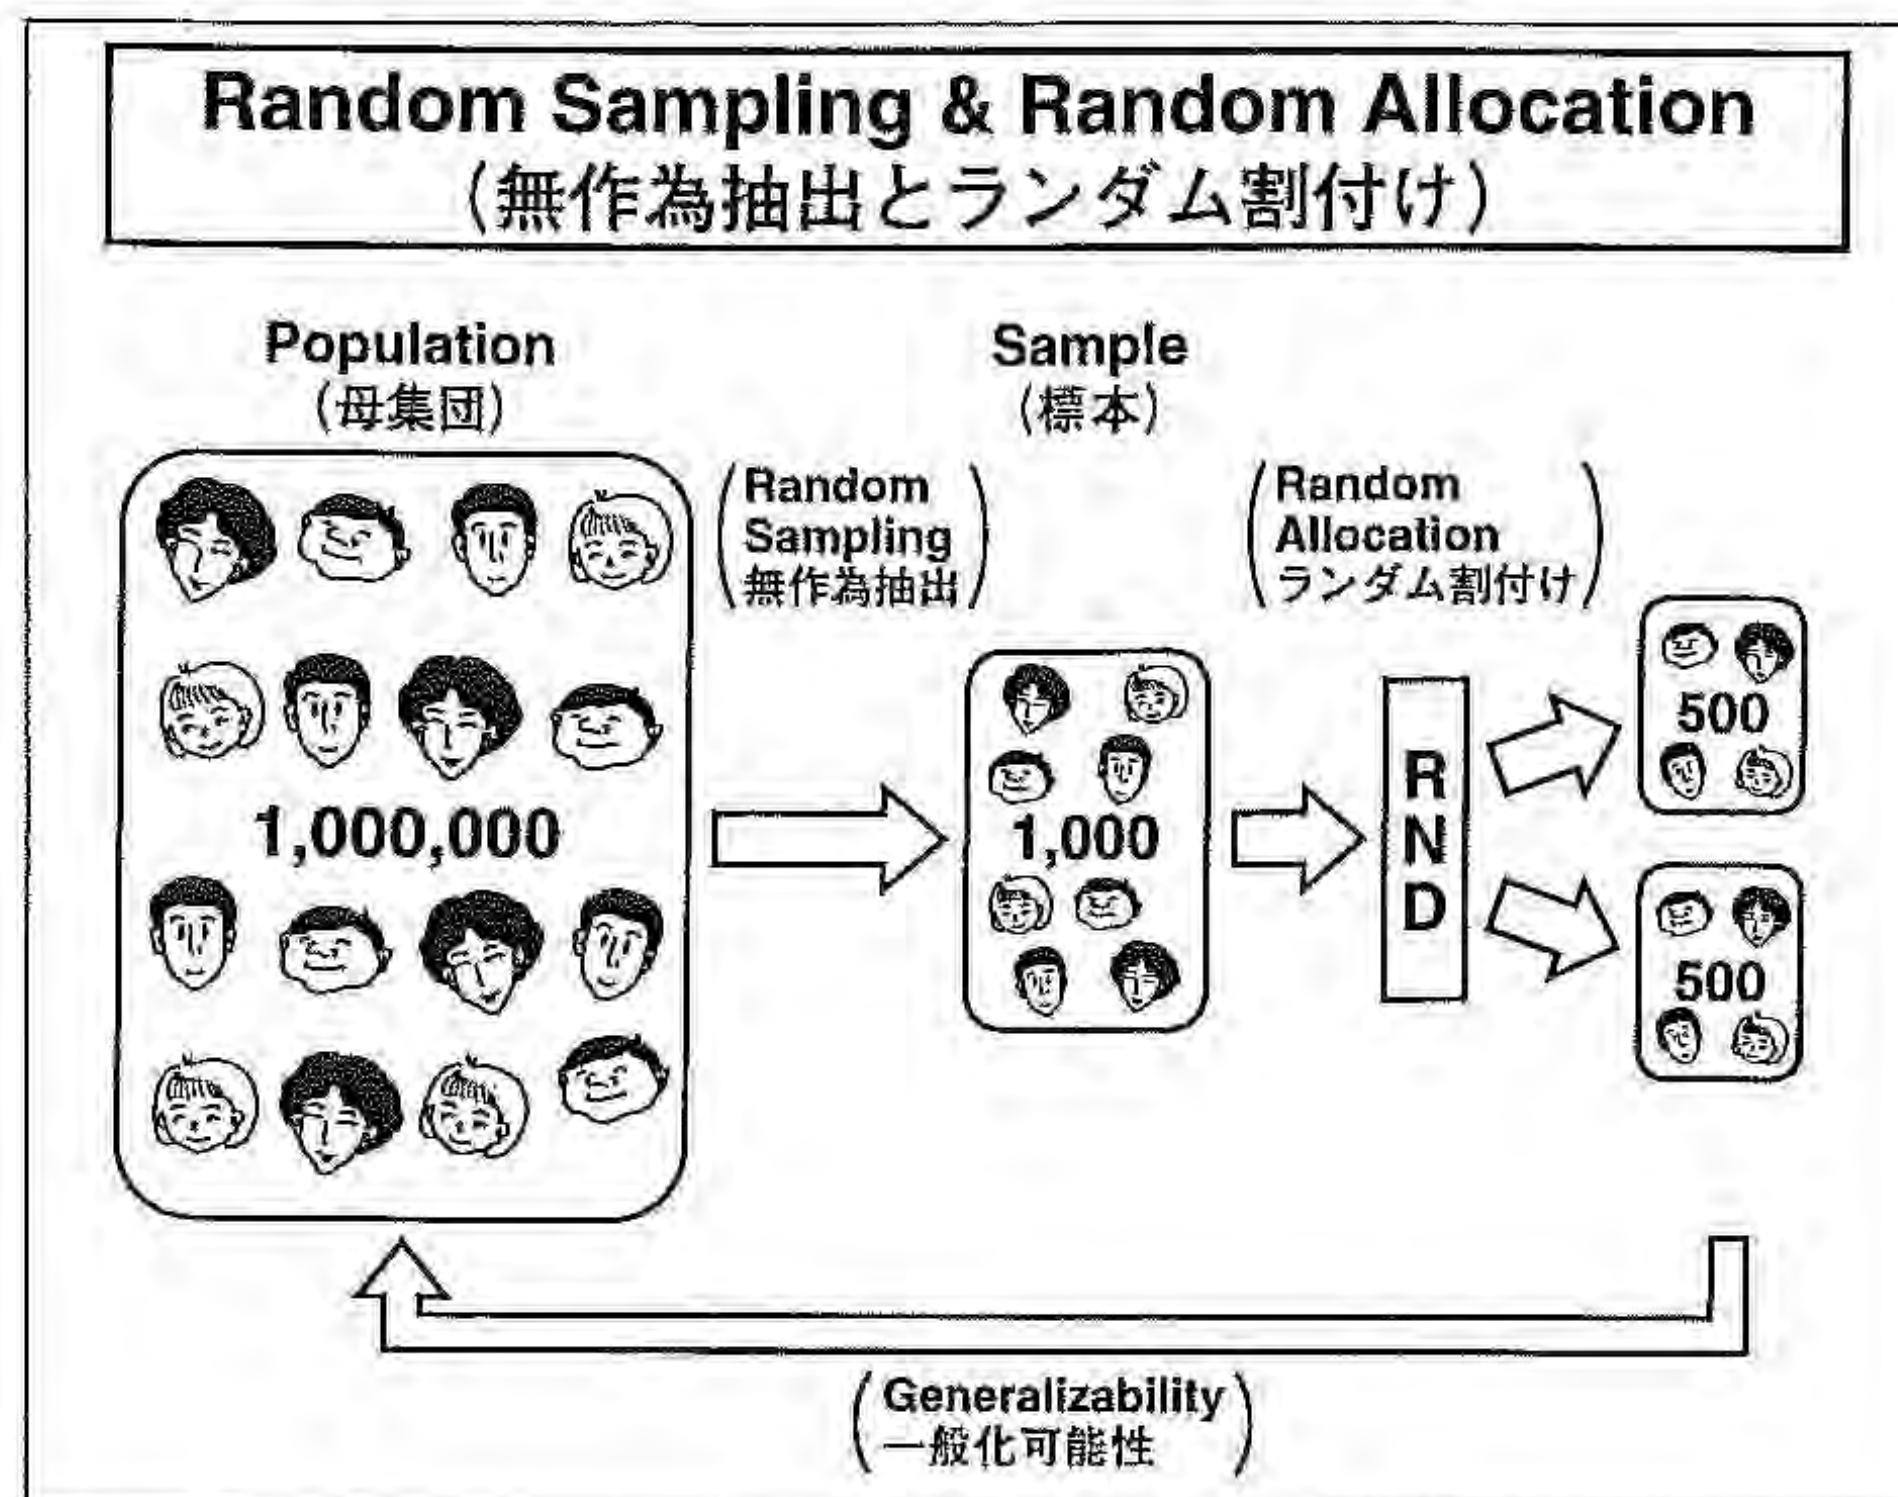 Random Sampling & Random Allocation
(無作為抽出とランダム割付け)
Population
(母集団)
Sample
(標本)
(Random
Sampling
無作為抽出)
(Random
Allocation
ランダム割付け)
1,000,000
1,000
R
N
D
500
500
(Generalizability
一般化可能性)